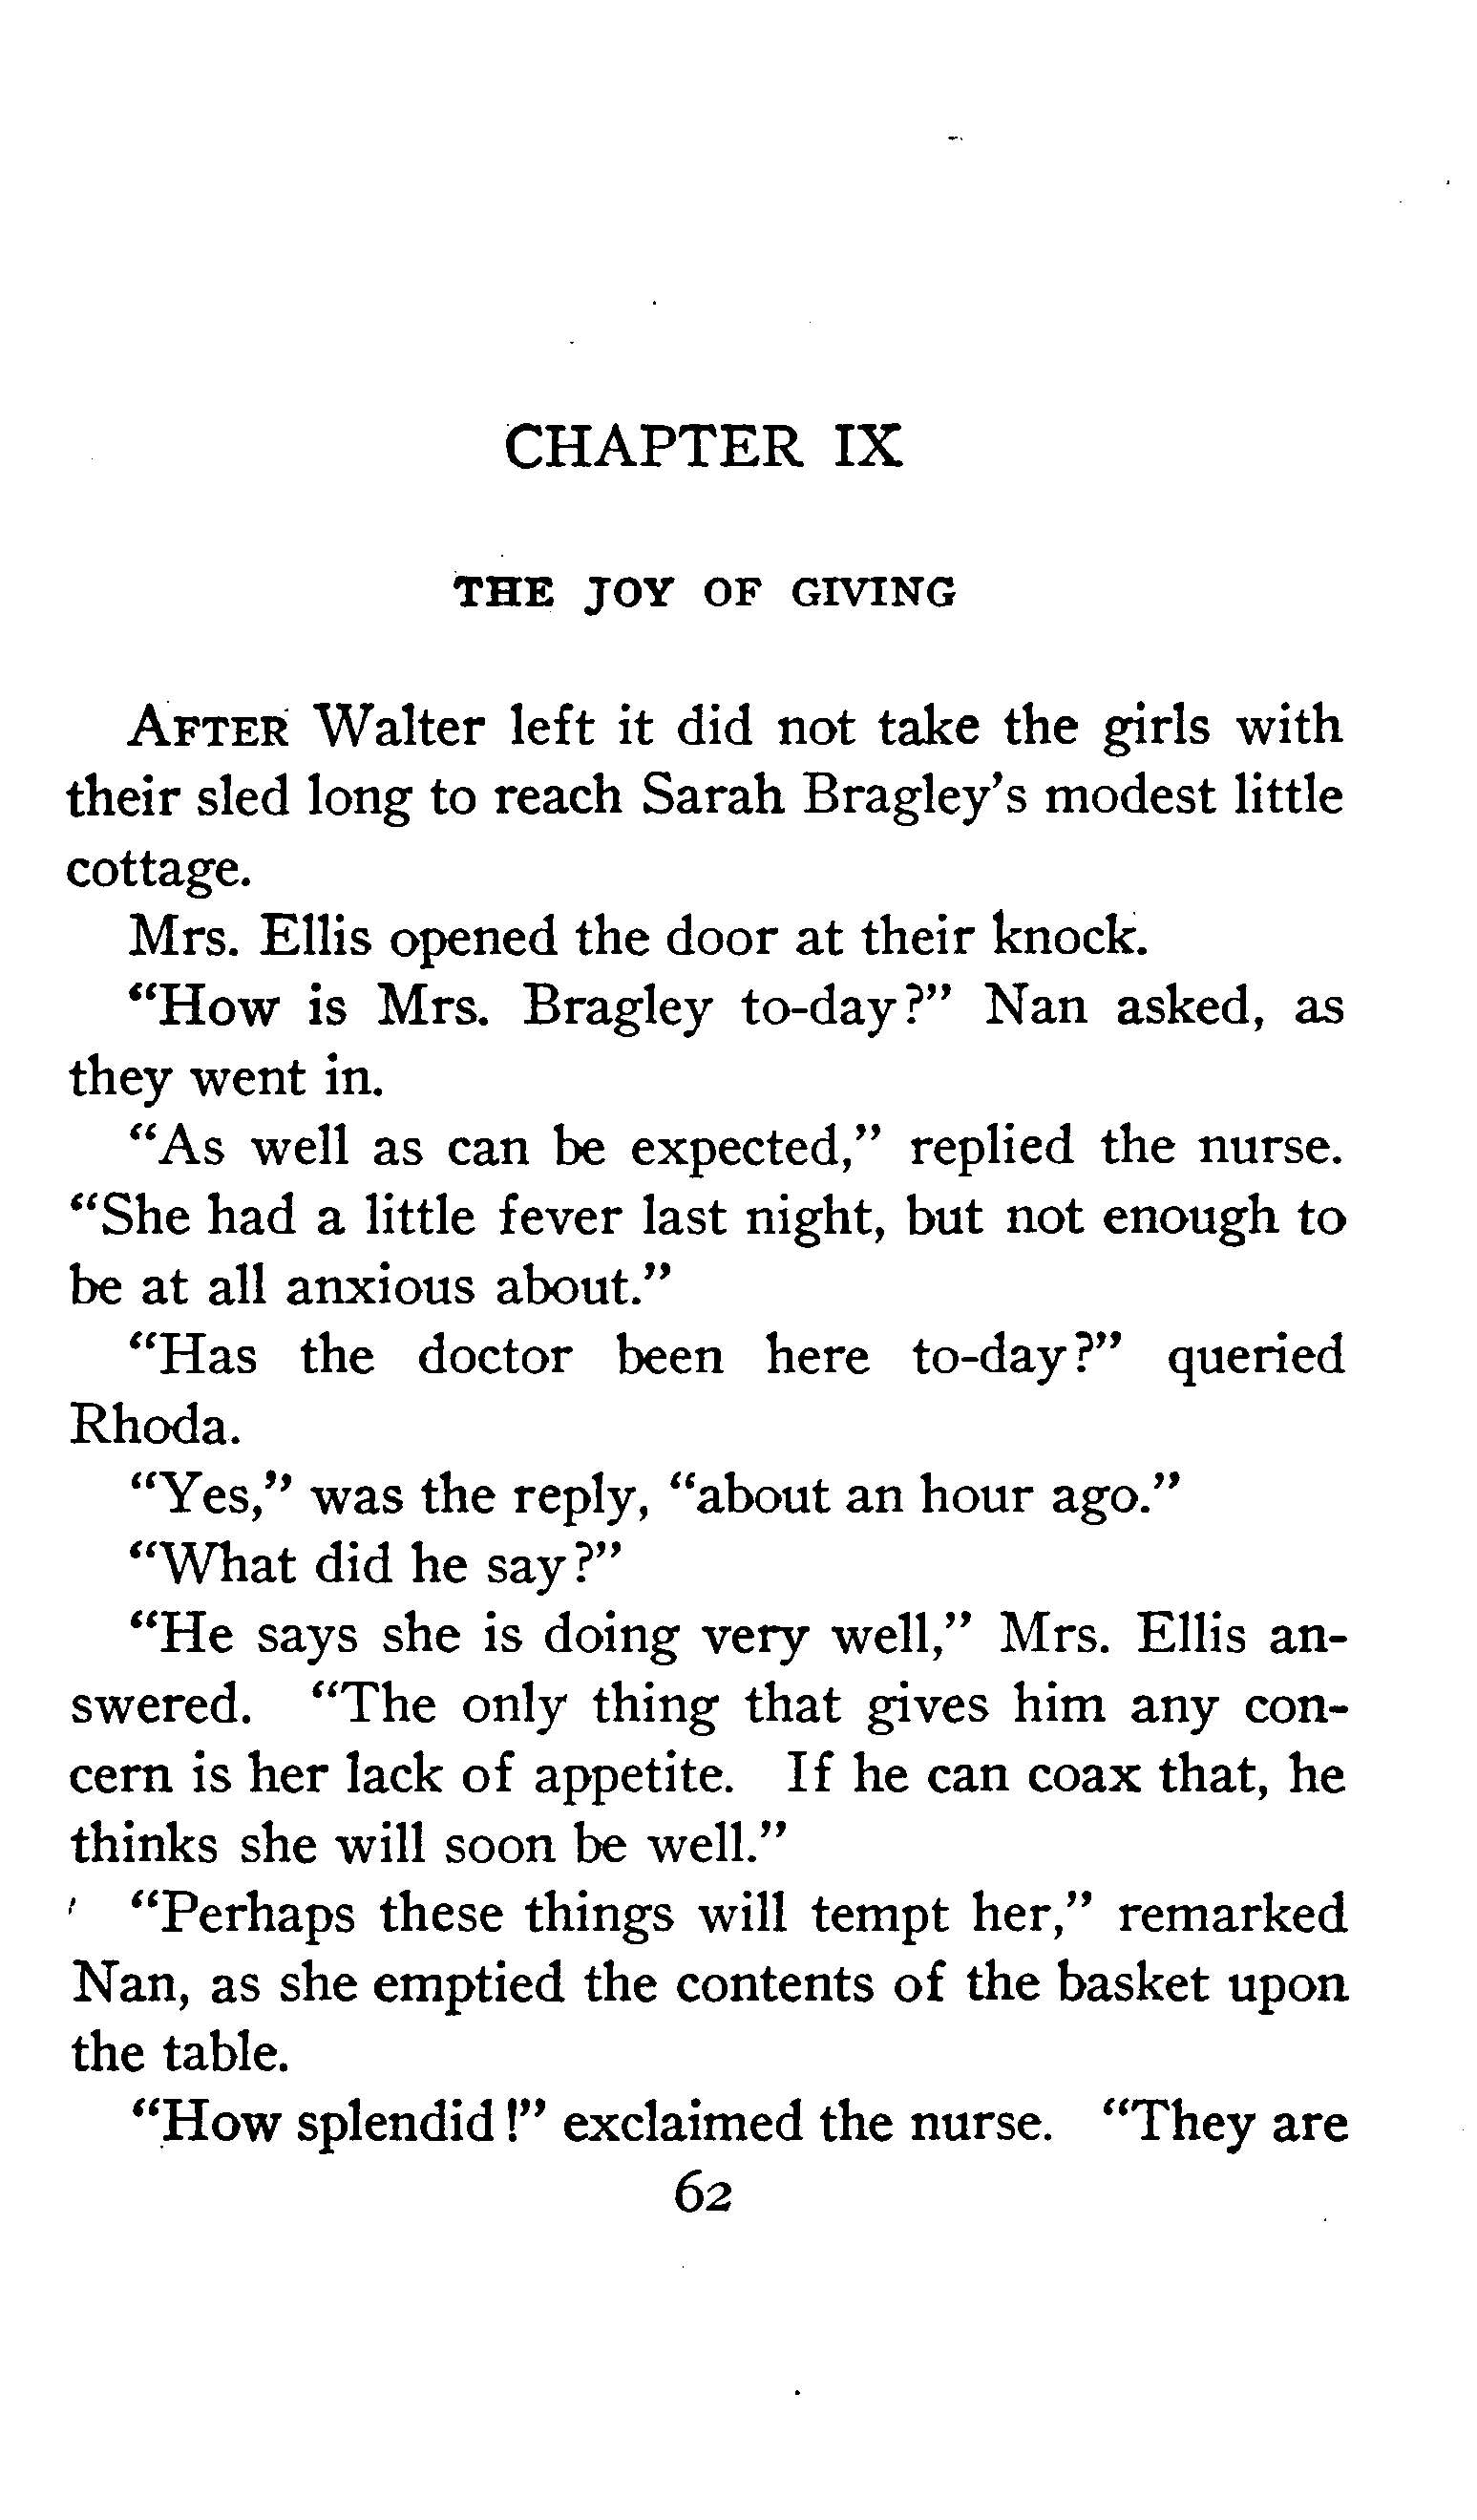 CHAPTER IX
THE JOY OF GIVING
AFTER Walter left it did not take the girls with
their sled long to reach Sarah Bragley's modest little
cottage.
Mrs. Ellis opened the door at their knock.
"How is Mrs. Bragley to-day?" Nan asked, as
they went in.
"As well as can be expected," replied the nurse.
"She had a little fever last night, but not enough to
be at all anxious about."
"Has the doctor been here to-day?" queried
Rhoda.
"Yes," was the reply, "about an hour ago."
"What did he say?"
"He says she is doing very well," Mrs. Ellis an-
swered. "The only thing that gives him any con-
cern is her lack of appetite. If he can coax that, he
thinks she will soon be well."
"Perhaps these things will tempt her," remarked
Nan, as she emptied the contents of the basket upon
the table.
"How splendid!" exclaimed the nurse. "They are
62